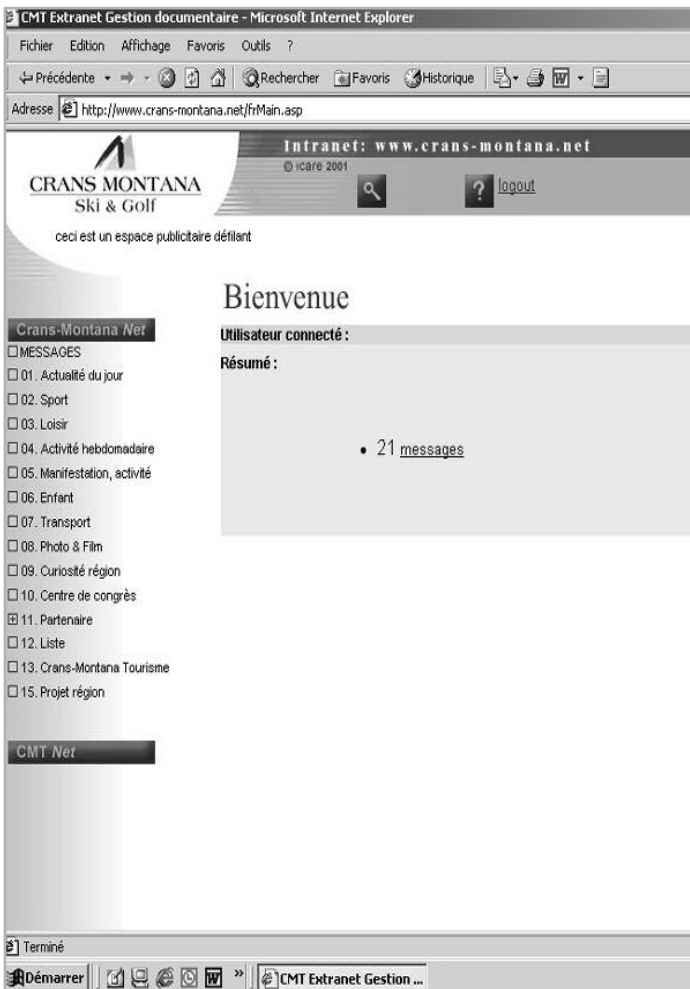 CMT Extranet Gestion documentaire - Microsoft Internet Explorer
Fichier Edition Affichage Favoris Outils ?
Précédente Rechercher Favoris Historique
Adresse http://www.crans-montana.net/frMain.asp
Intranet: www.crans-montana.net
© icare 2001
? logout
CRANS MONTANA
Ski & Golf
ceci est un espace publicitaire défilant
Bienvenue
Utilisateur connecté :
Résumé :
• 21 messages
Crans-Montana Net
MESSAGES
01. Actualité du jour
02. Sport
03. Loisir
04. Activité hebdomadaire
05. Manifestation, activité
06. Enfant
07. Transport
08. Photo & Film
09. Curiosité région
10. Centre de congrès
11. Partenaire
12. Liste
13. Crans-Montana Tourisme
15. Projet région
CMT Net
Terminé
Démarrer W » CMT Extranet Gestion ...